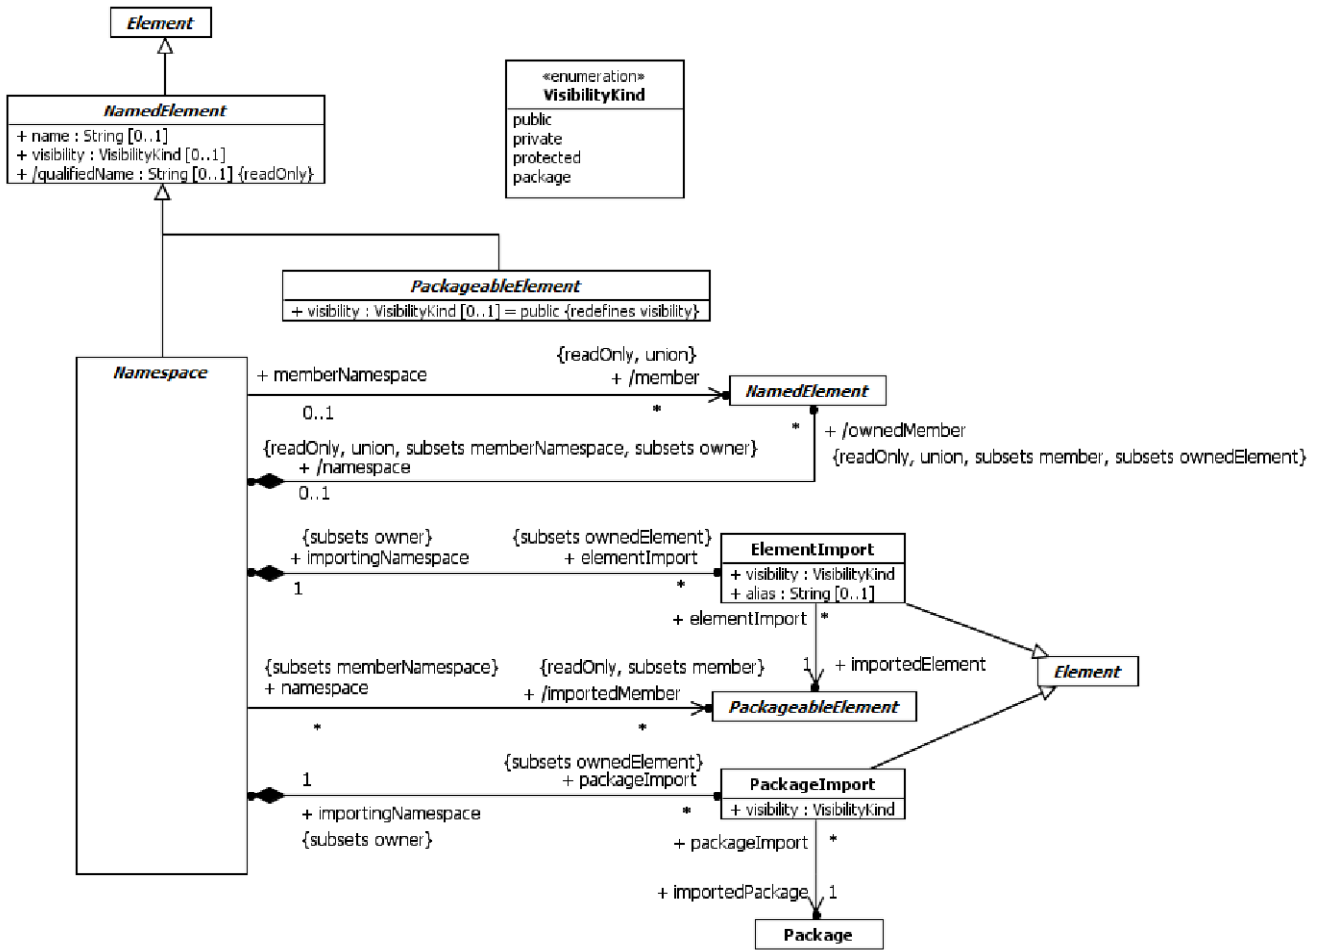 Element
NamedElement
+ name : String [0..1]
+ visibility : VisibilityKind [0..1]
+ /qualifiedName : String [0..1] {readOnly}
«enumeration»
VisibilityKind
public
private
protected
package
PackageableElement
+ visibility : VisibilityKind [0..1] = public {redefines visibility}
Namespace
{readOnly, union}
+ memberNamespace
+ /member
0..1
*
NamedElement
*
+ /ownedMember
{readOnly, union, subsets member, subsets ownedElement}
{readOnly, union, subsets memberNamespace, subsets owner}
+ /namespace
0..1
{subsets owner}
+ importingNamespace
1
{subsets ownedElement}
+ elementImport
*
ElementImport
+ visibility : VisibilityKind
+ alias : String [0..1]
+ elementImport
*
1
+ importedElement
Element
{subsets memberNamespace}
+ namespace
*
{readOnly, subsets member}
+ /importedMember
*
PackageableElement
{subsets ownedElement}
+ packageImport
*
1
+ importingNamespace
{subsets owner}
PackageImport
+ visibility : VisibilityKind
+ packageImport
*
+ importedPackage
1
Package